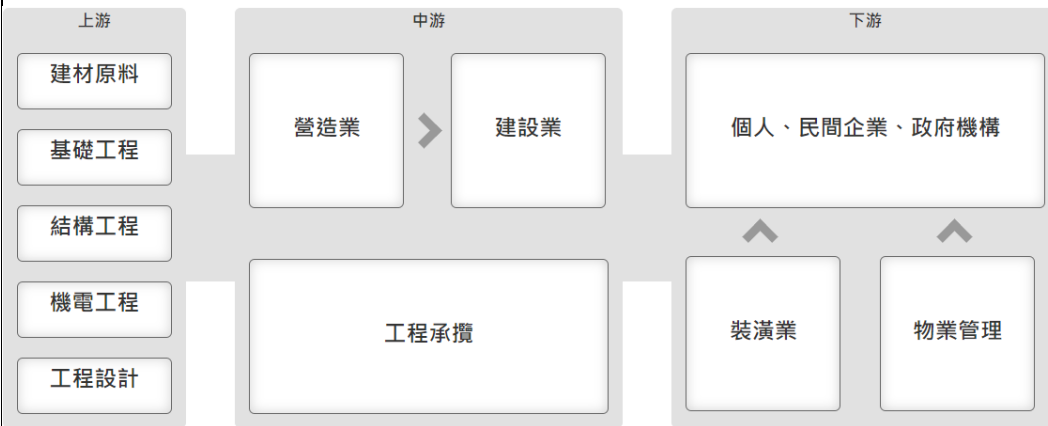 上游
建材原料
基礎工程
結構工程
機電工程
工程設計
中游
營造業
建設業
工程承攬
下游
個人、民間企業、政府機構
裝潢業
物業管理